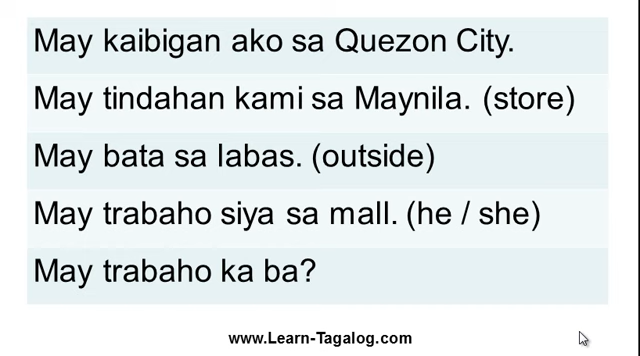 May kaibigan ako sa Quezon City.
May tindahan kami sa Maynila. (store)
May bata sa labas. (outside)
May trabaho siya sa mall. (he / she)
May trabaho ka ba?
www.Learn-Tagalog.com